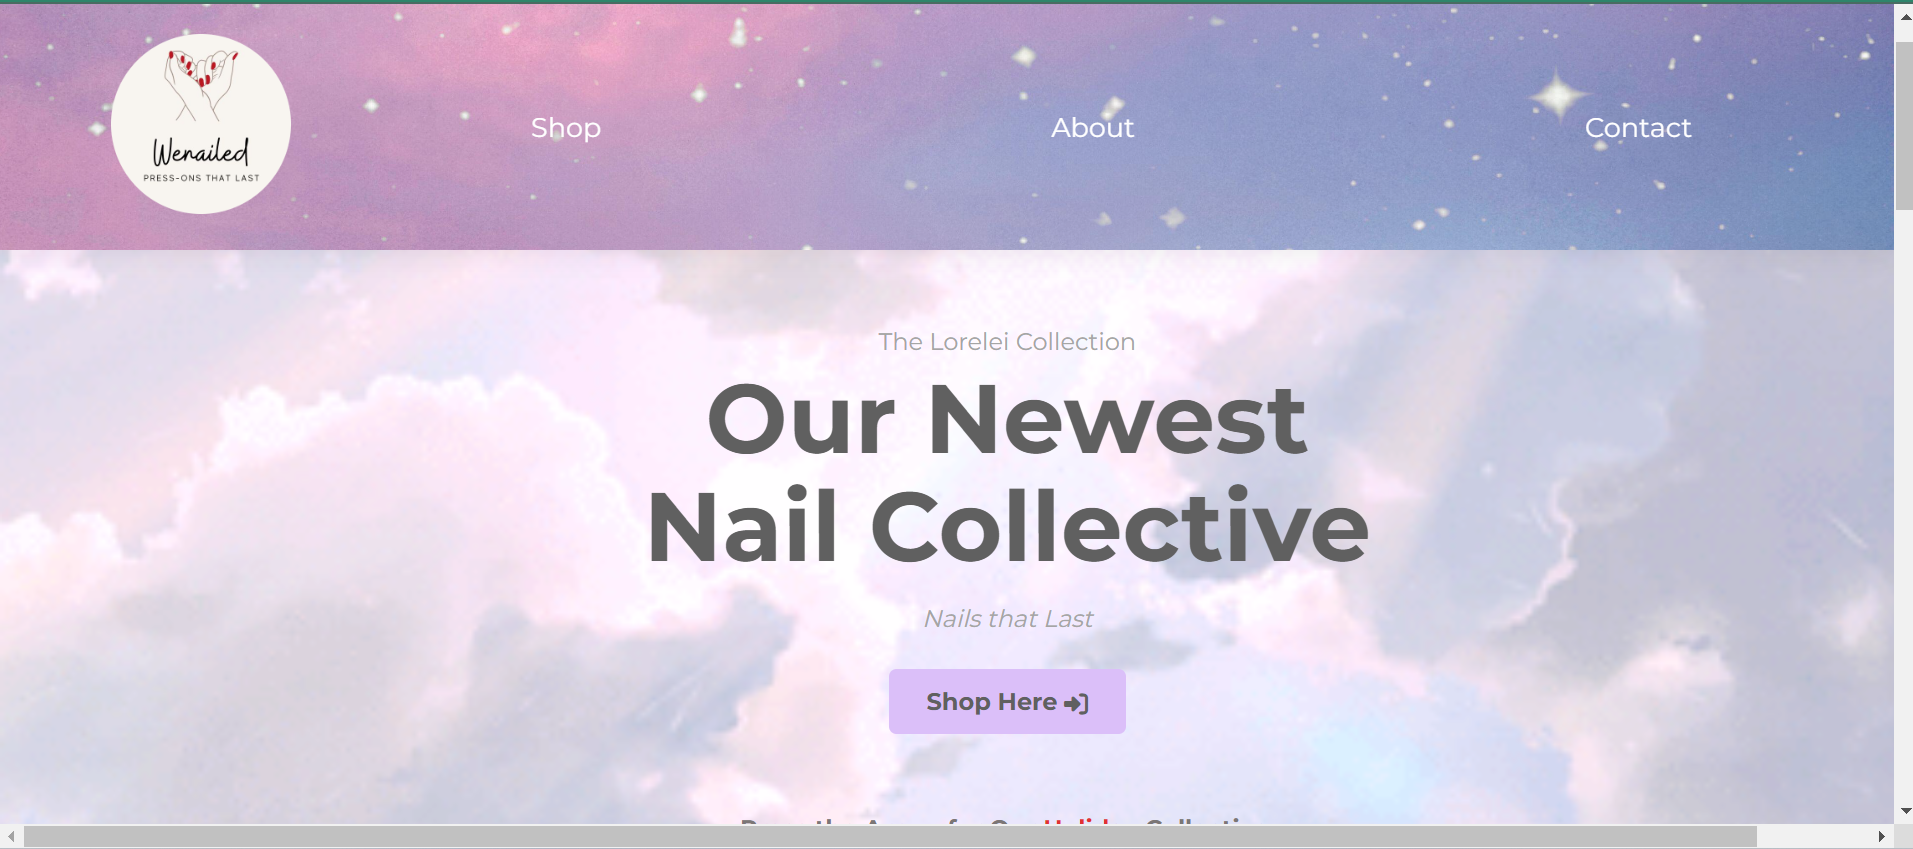 Wenailed
PRESS-ONS THAT LAST
Shop
About
Contact
The Lorelei Collection
Our Newest
Nail Collective
Nails that Last
Shop Here